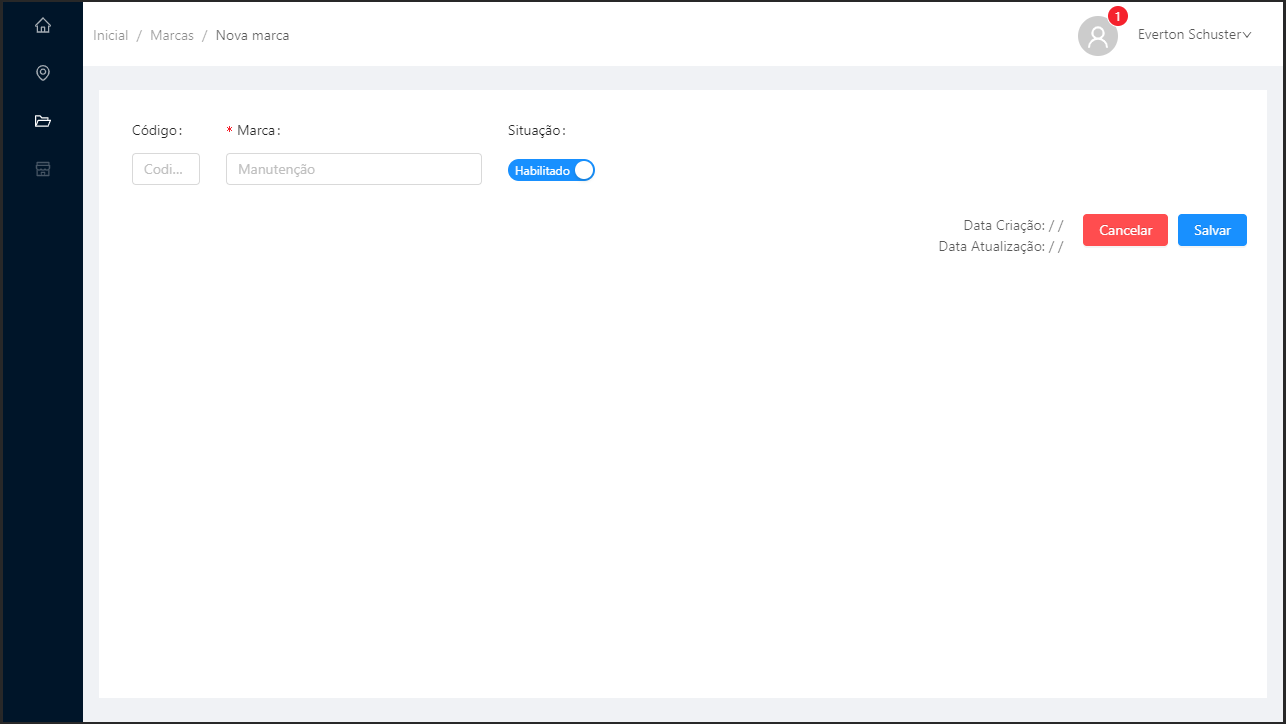 Inicial / Marcas / Nova marca
1
Everton Schuster
Código:
* Marca:
Situação:
Codi...
Manutenção
Habilitado
Data Criação: / /
Data Atualização: / /
Cancelar
Salvar